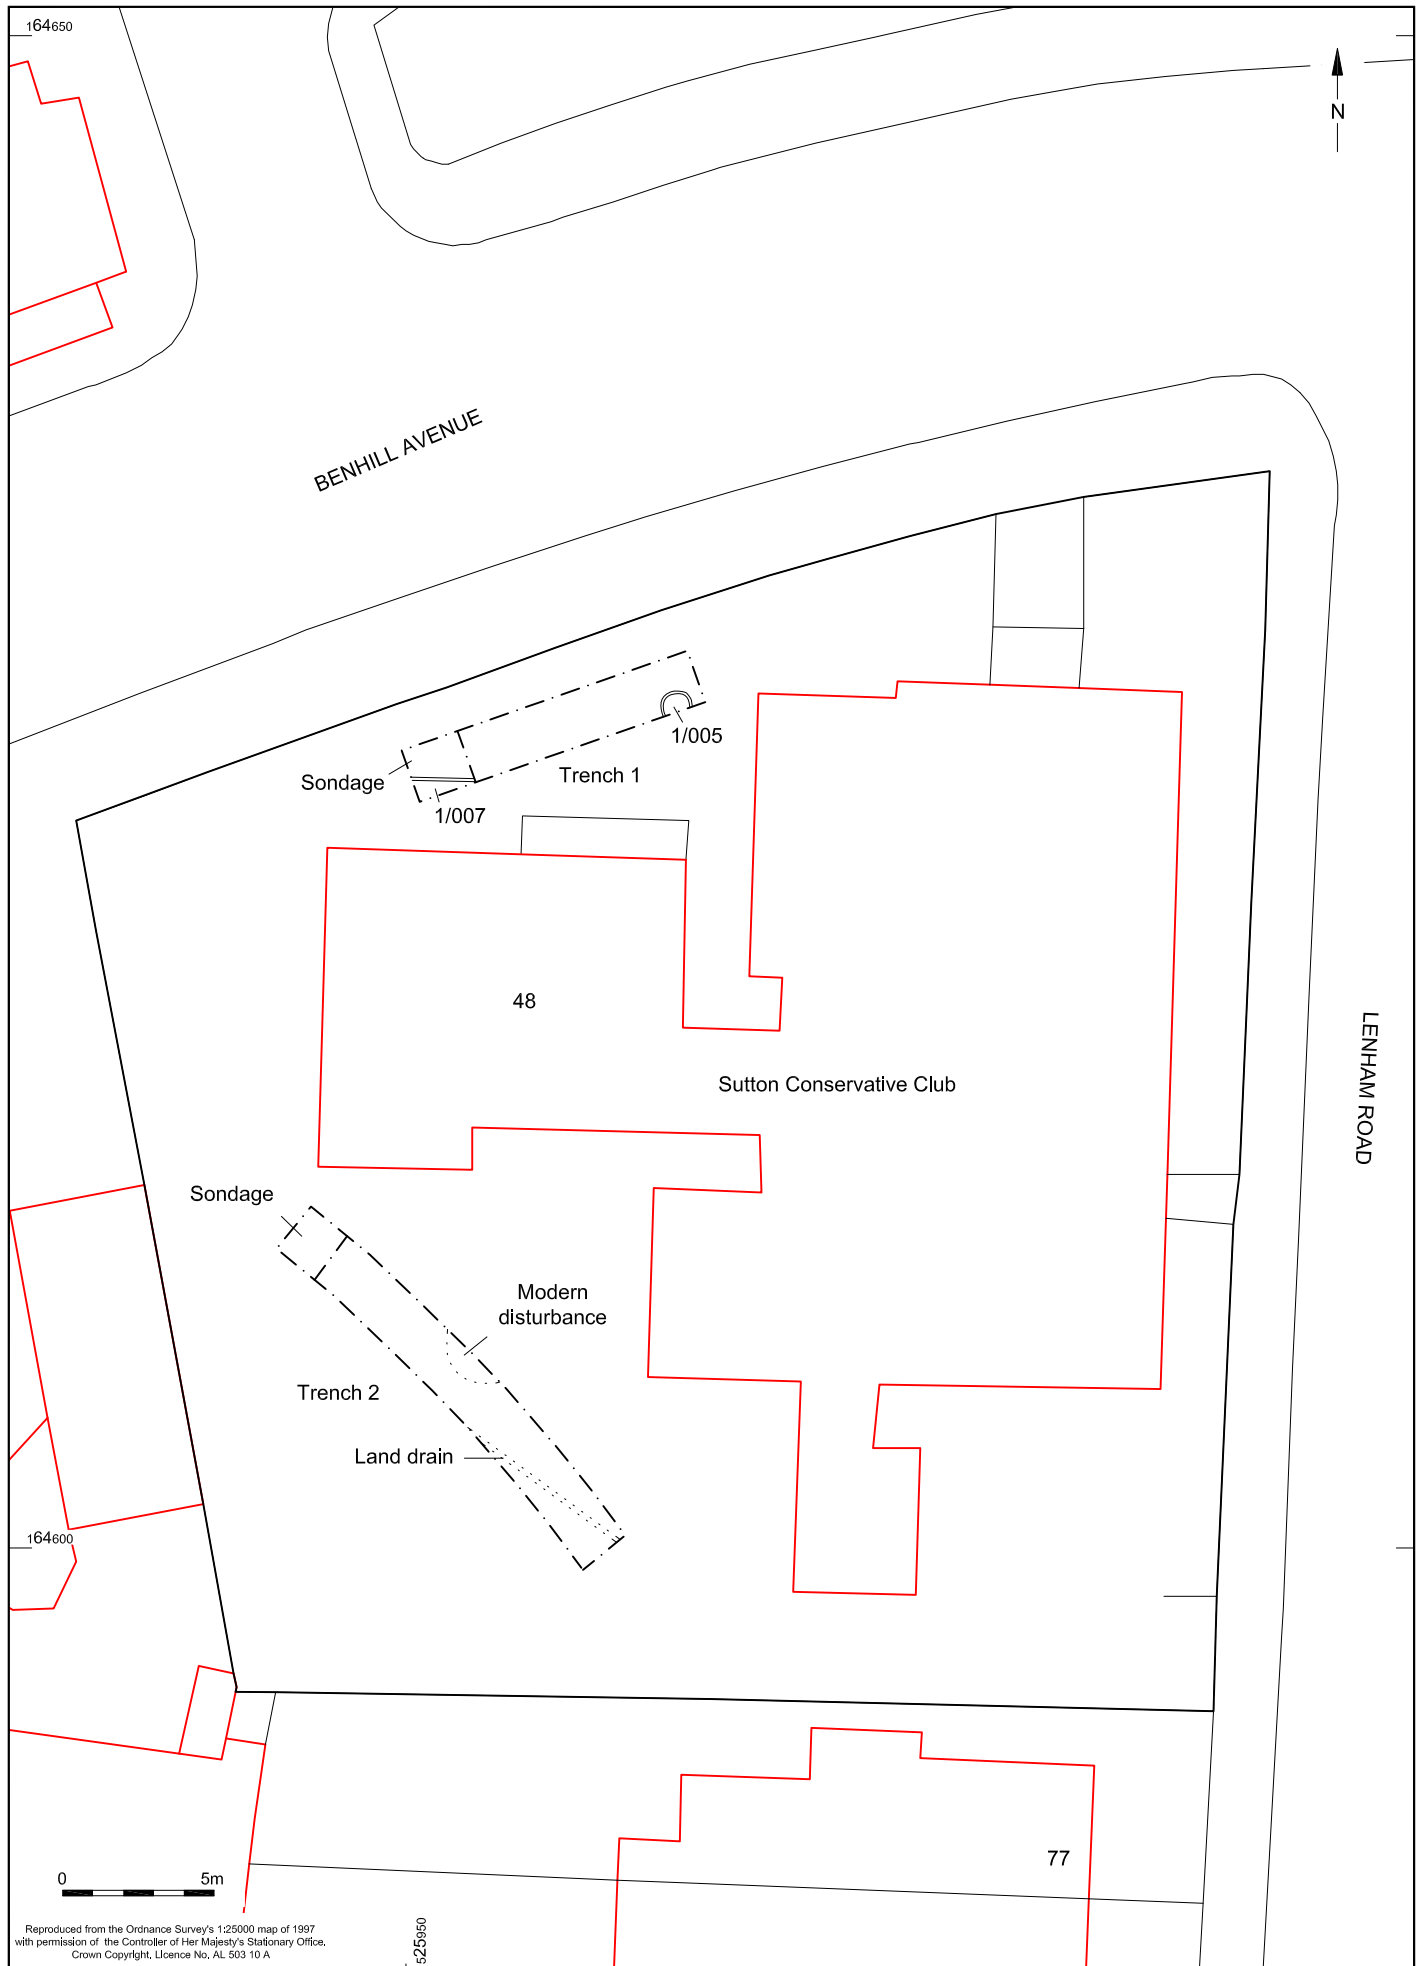 164650
N
BENHILL AVENUE
1/005
Sondage
Trench 1
1/007
48
LENHAM ROAD
Sutton Conservative Club
Sondage
Modern
disturbance
Trench 2
Land drain
164600
77
0 5m
525950
Reproduced from the Ordnance Survey's 1:25000 map of 1997
with permission of the Controller of Her Majesty's Stationary Office.
Crown Copyright. Licence No. AL 503 10 A